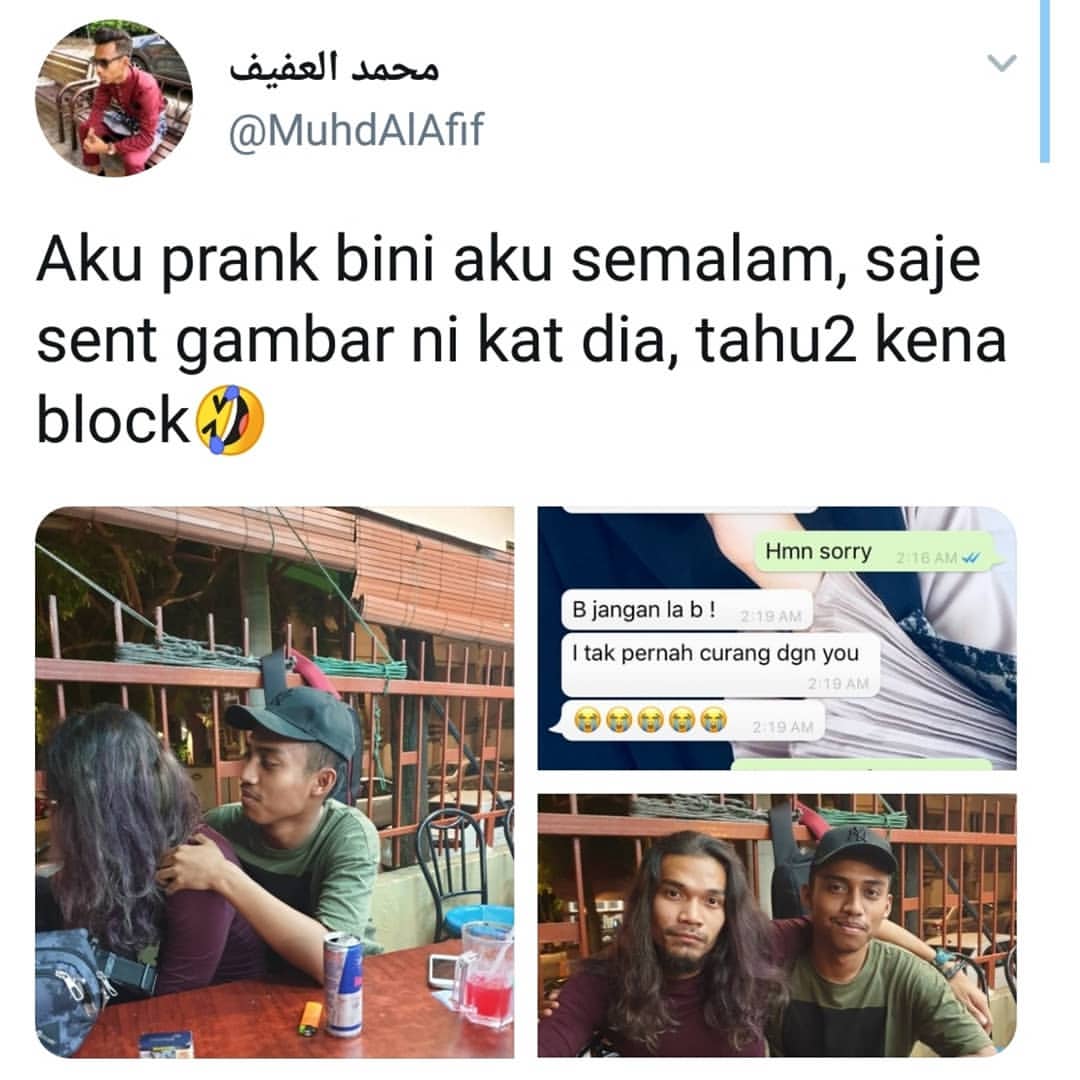 محمد العفيف
@MuhdAlAfif
Aku prank bini aku semalam, saje
sent gambar ni kat dia, tahu2 kena
block🤣
Hmn sorry 2:16 AM
B jangan la b ! 2:19 AM
I tak pernah curang dgn you
2:19 AM
😭😭😭😭😭 2:19 AM